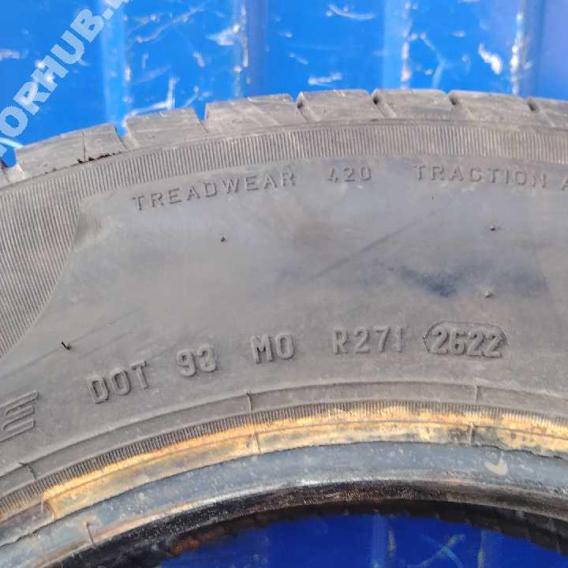 TREADWEAR 420 TRACTION A
DOT 93 M0 R271 2622